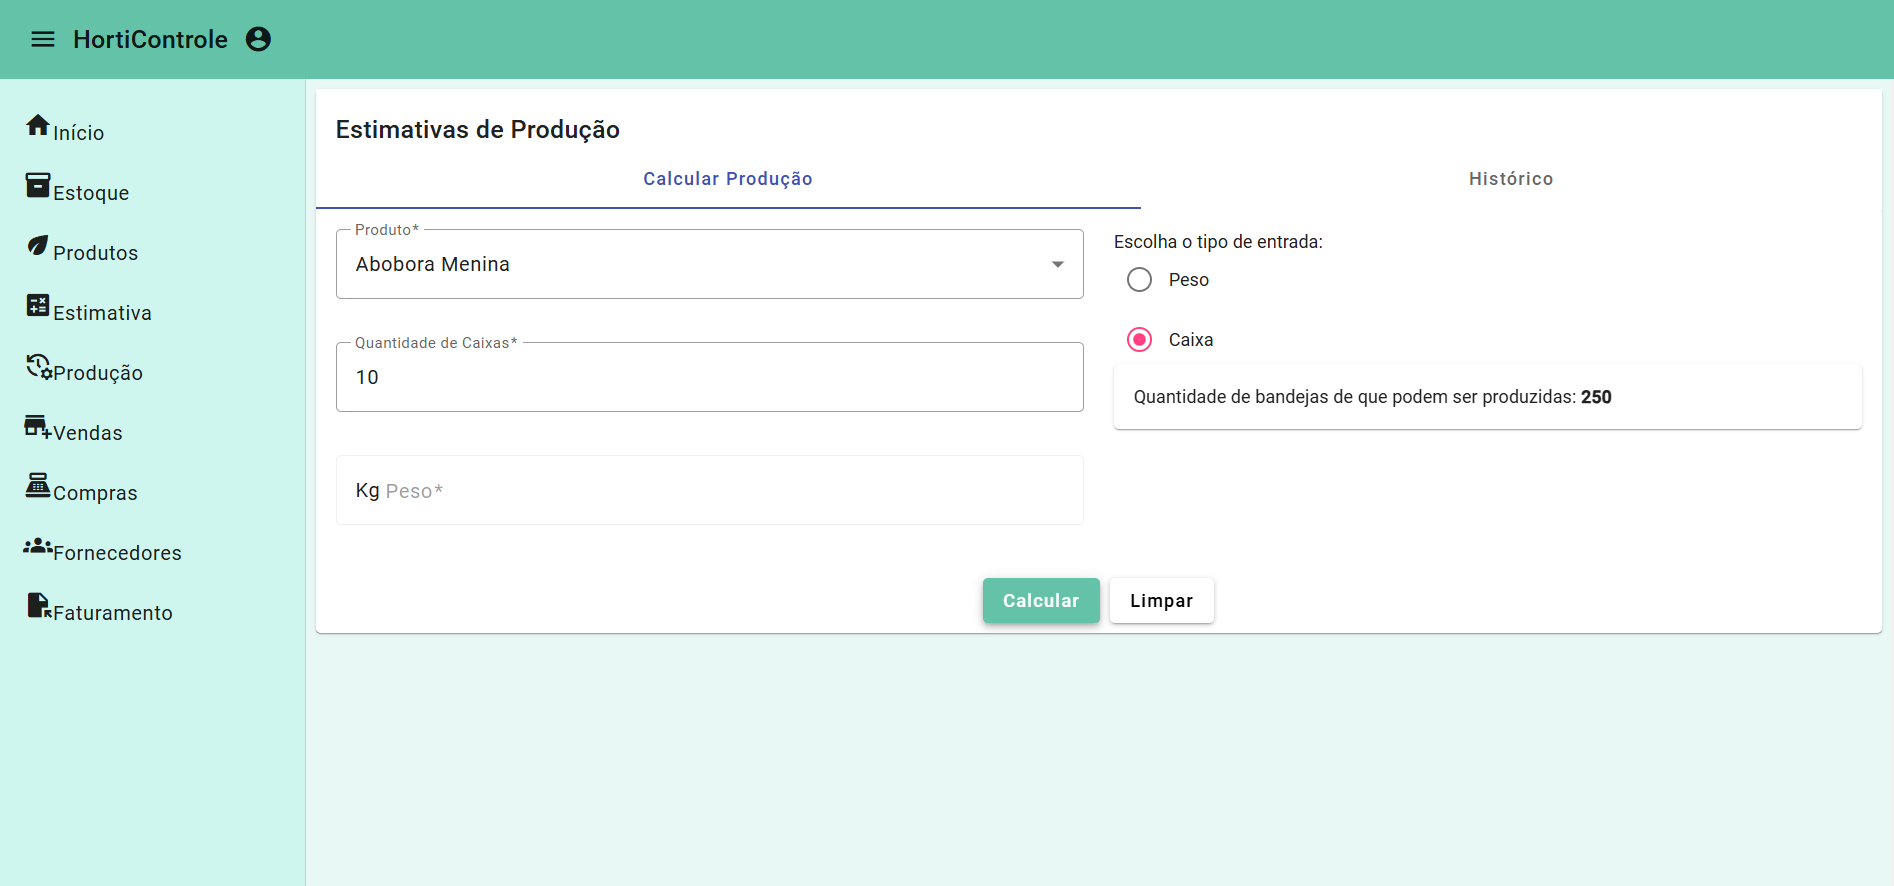 HortiControle
Início
Estoque
Produtos
Estimativa
Produção
Vendas
Compras
Fornecedores
Faturamento
Estimativas de Produção
Calcular Produção
Histórico
Produto*
Abobora Menina
Quantidade de Caixas*
10
Kg Peso*
Escolha o tipo de entrada:
Peso
Caixa
Quantidade de bandejas de que podem ser produzidas: 250
Calcular
Limpar